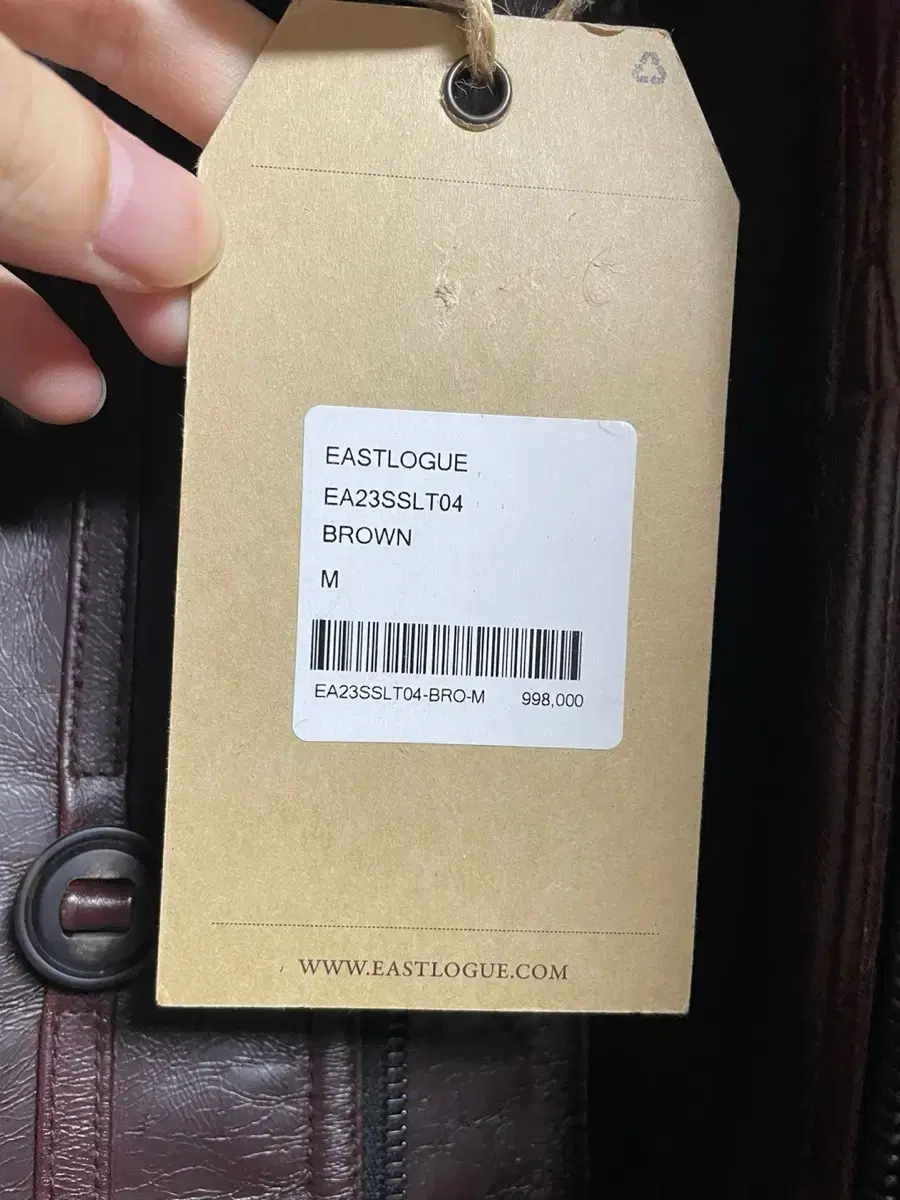 EASTLOGUE
EA23SSLT04
BROWN
M
EA23SSLT04-BRO-M 998,000
WWW.EASTLOGUE.COM